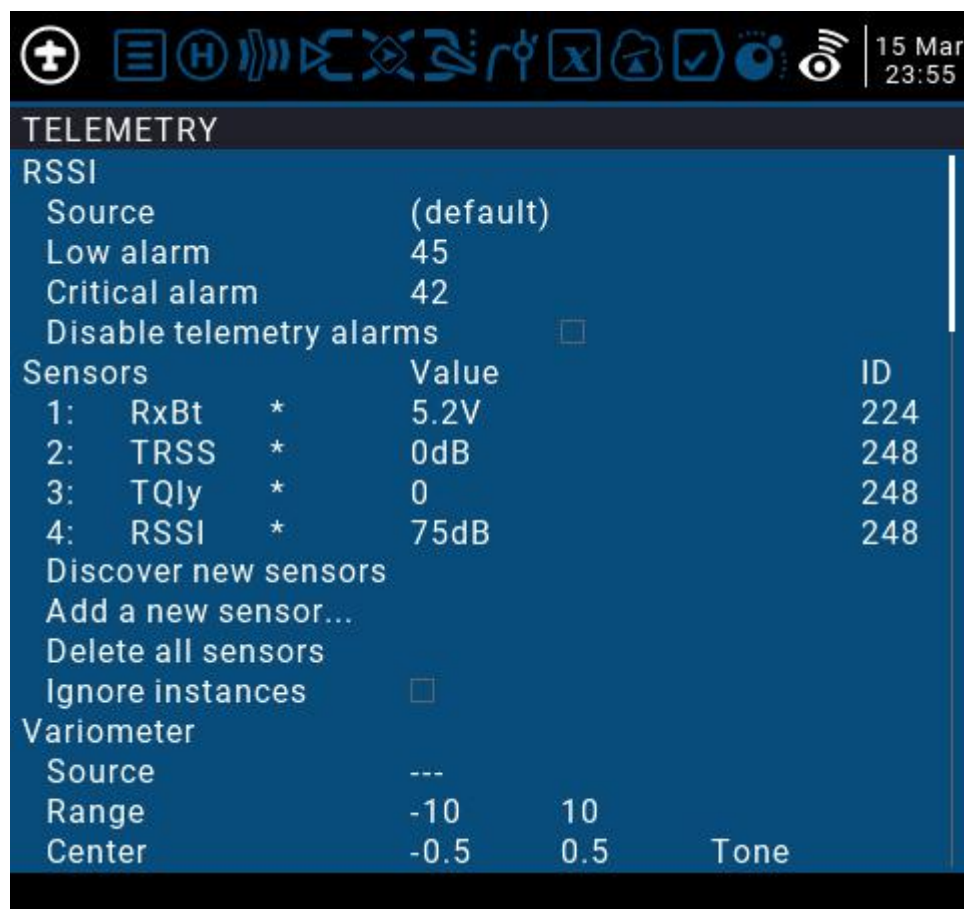 15 Mar
23:55
TELEMETRY
RSSI
Source (default)
Low alarm 45
Critical alarm 42
Disable telemetry alarms
Sensors Value ID
1: RxBt * 5.2V 224
2: TRSS * 0dB 248
3: TQly * 0 248
4: RSSI * 75dB 248
Discover new sensors
Add a new sensor...
Delete all sensors
Ignore instances
Variometer
Source ---
Range -10 10
Center -0.5 0.5 Tone